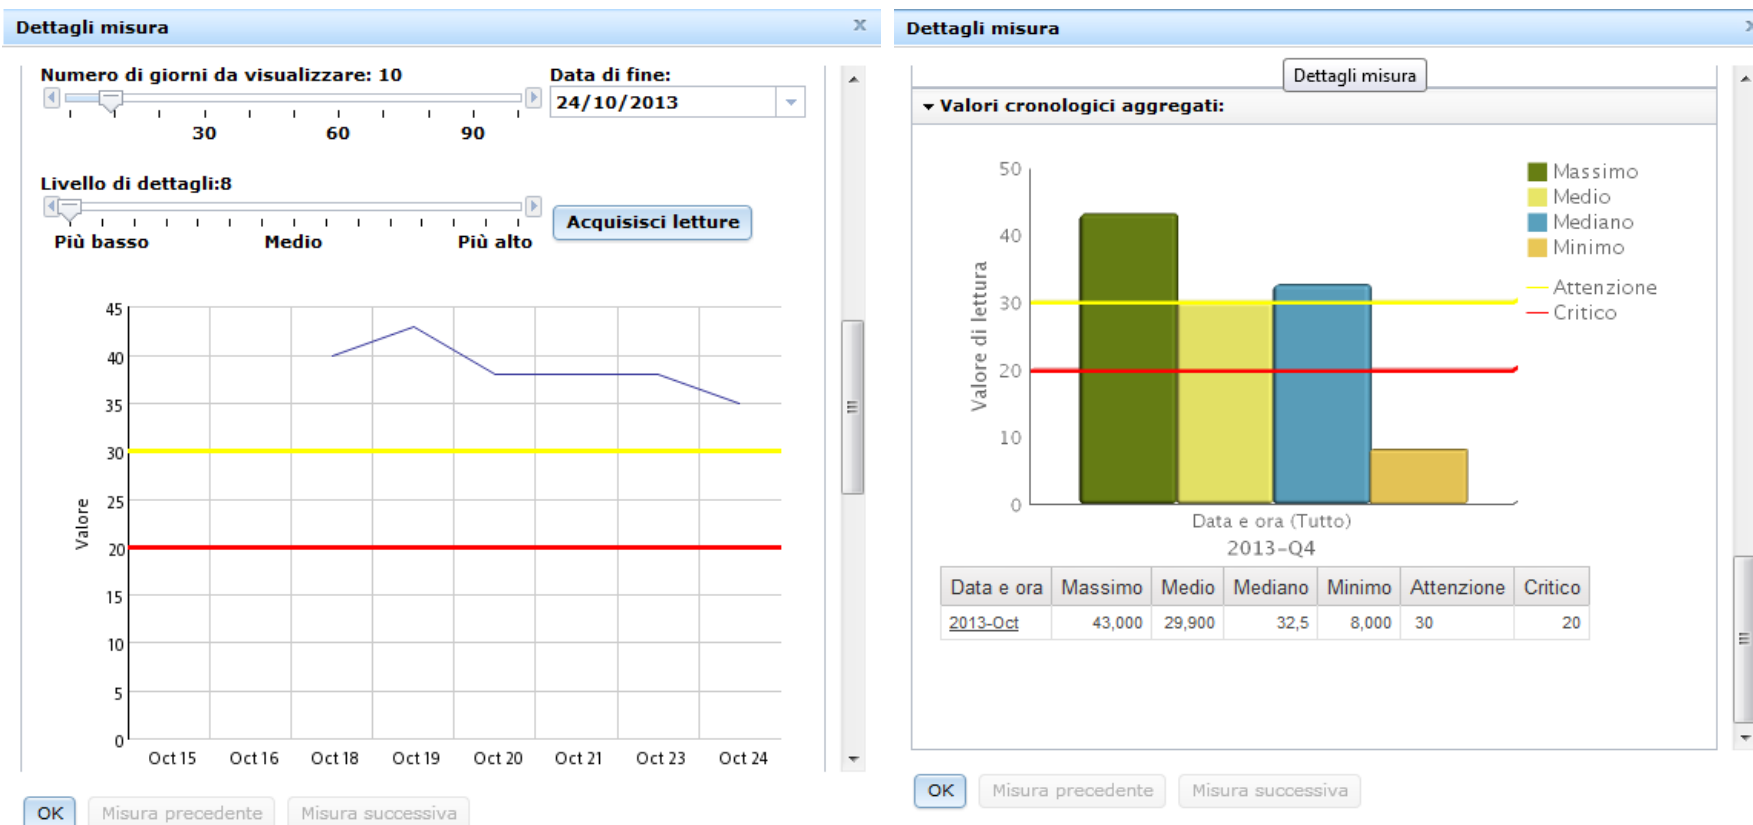 Dettagli misura
x
Numero di giorni da visualizzare: 10
Data di fine:
24/10/2013
30 60 90
Livello di dettagli:8
Acquisisci letture
Più basso Medio Più alto
45
40
35
30
25
20
15
10
5
0
Valore
Oct 15 Oct 16 Oct 18 Oct 19 Oct 20 Oct 21 Oct 23 Oct 24
OK Misura precedente Misura successiva
Dettagli misura
x
Dettagli misura
Valori cronologici aggregati:
50
40
30
20
10
0
Valore di lettura
Massimo
Medio
Mediano
Minimo
Attenzione
Critico
Data e ora (Tutto)
2013-Q4
Data e ora Massimo Medio Mediano Minimo Attenzione Critico
2013-Oct 43,000 29,900 32,5 8,000 30 20
OK Misura precedente Misura successiva